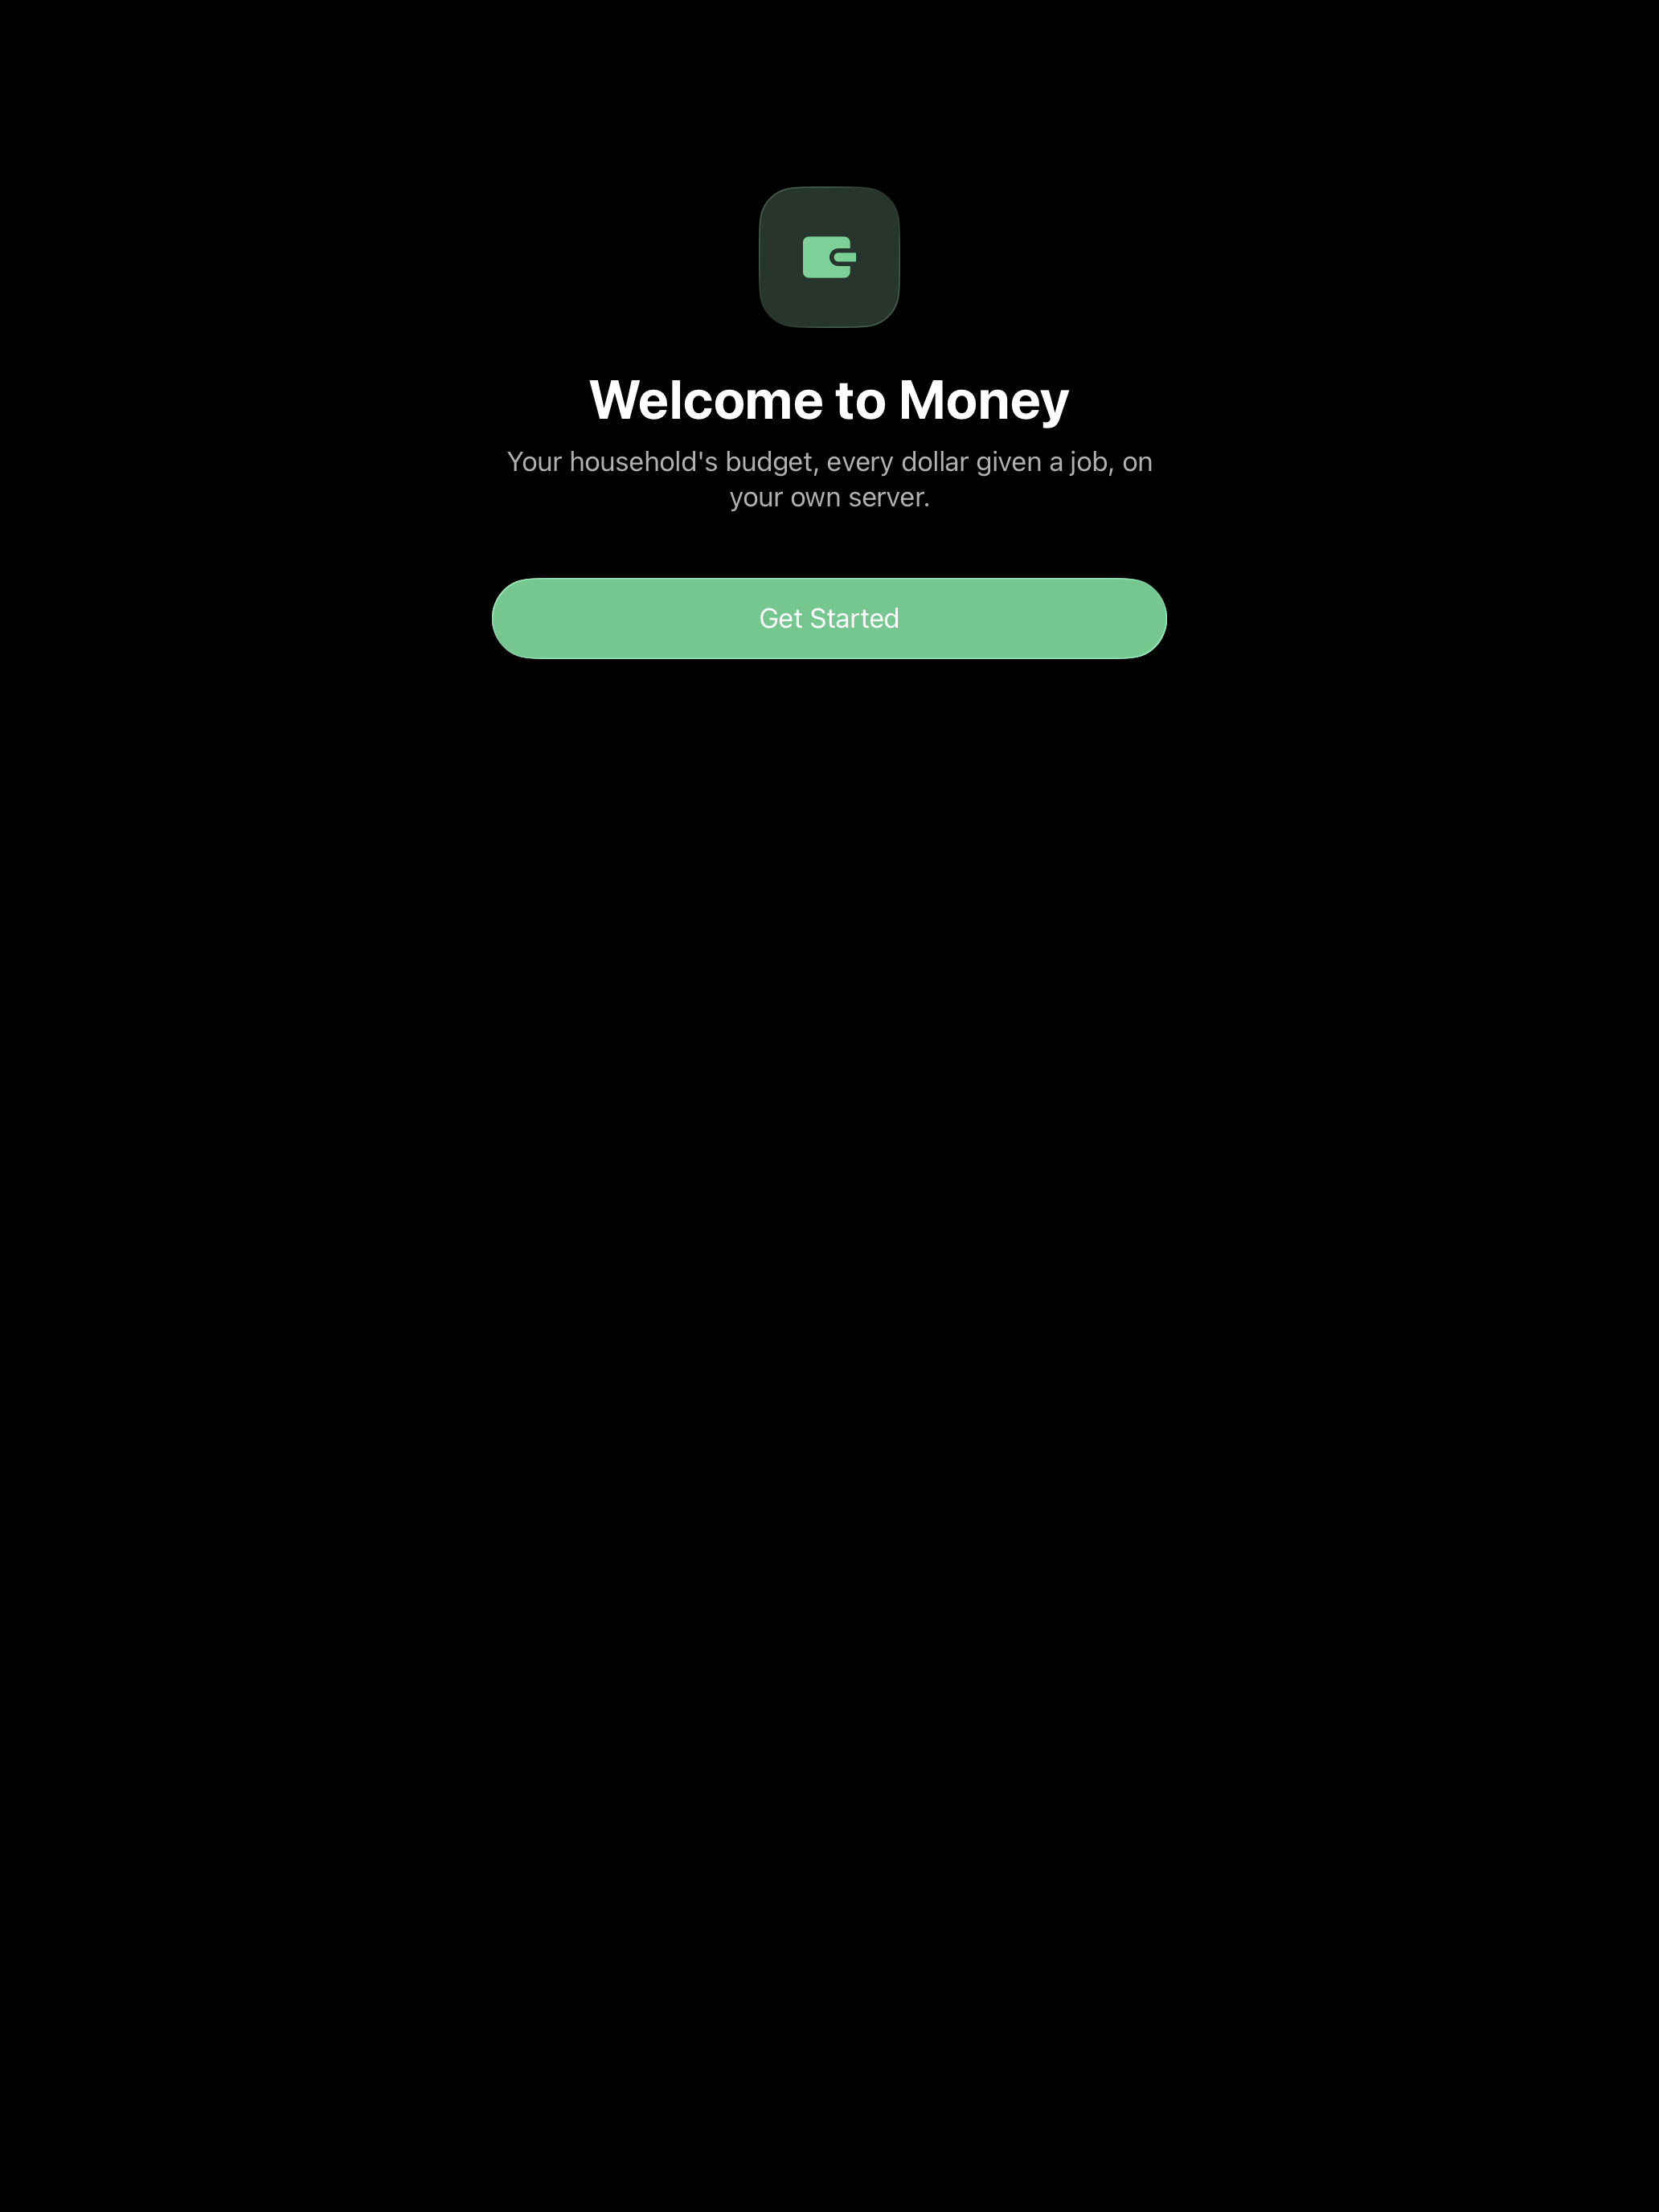 Welcome to Money
Your household's budget, every dollar given a job, on
your own server.
Get Started